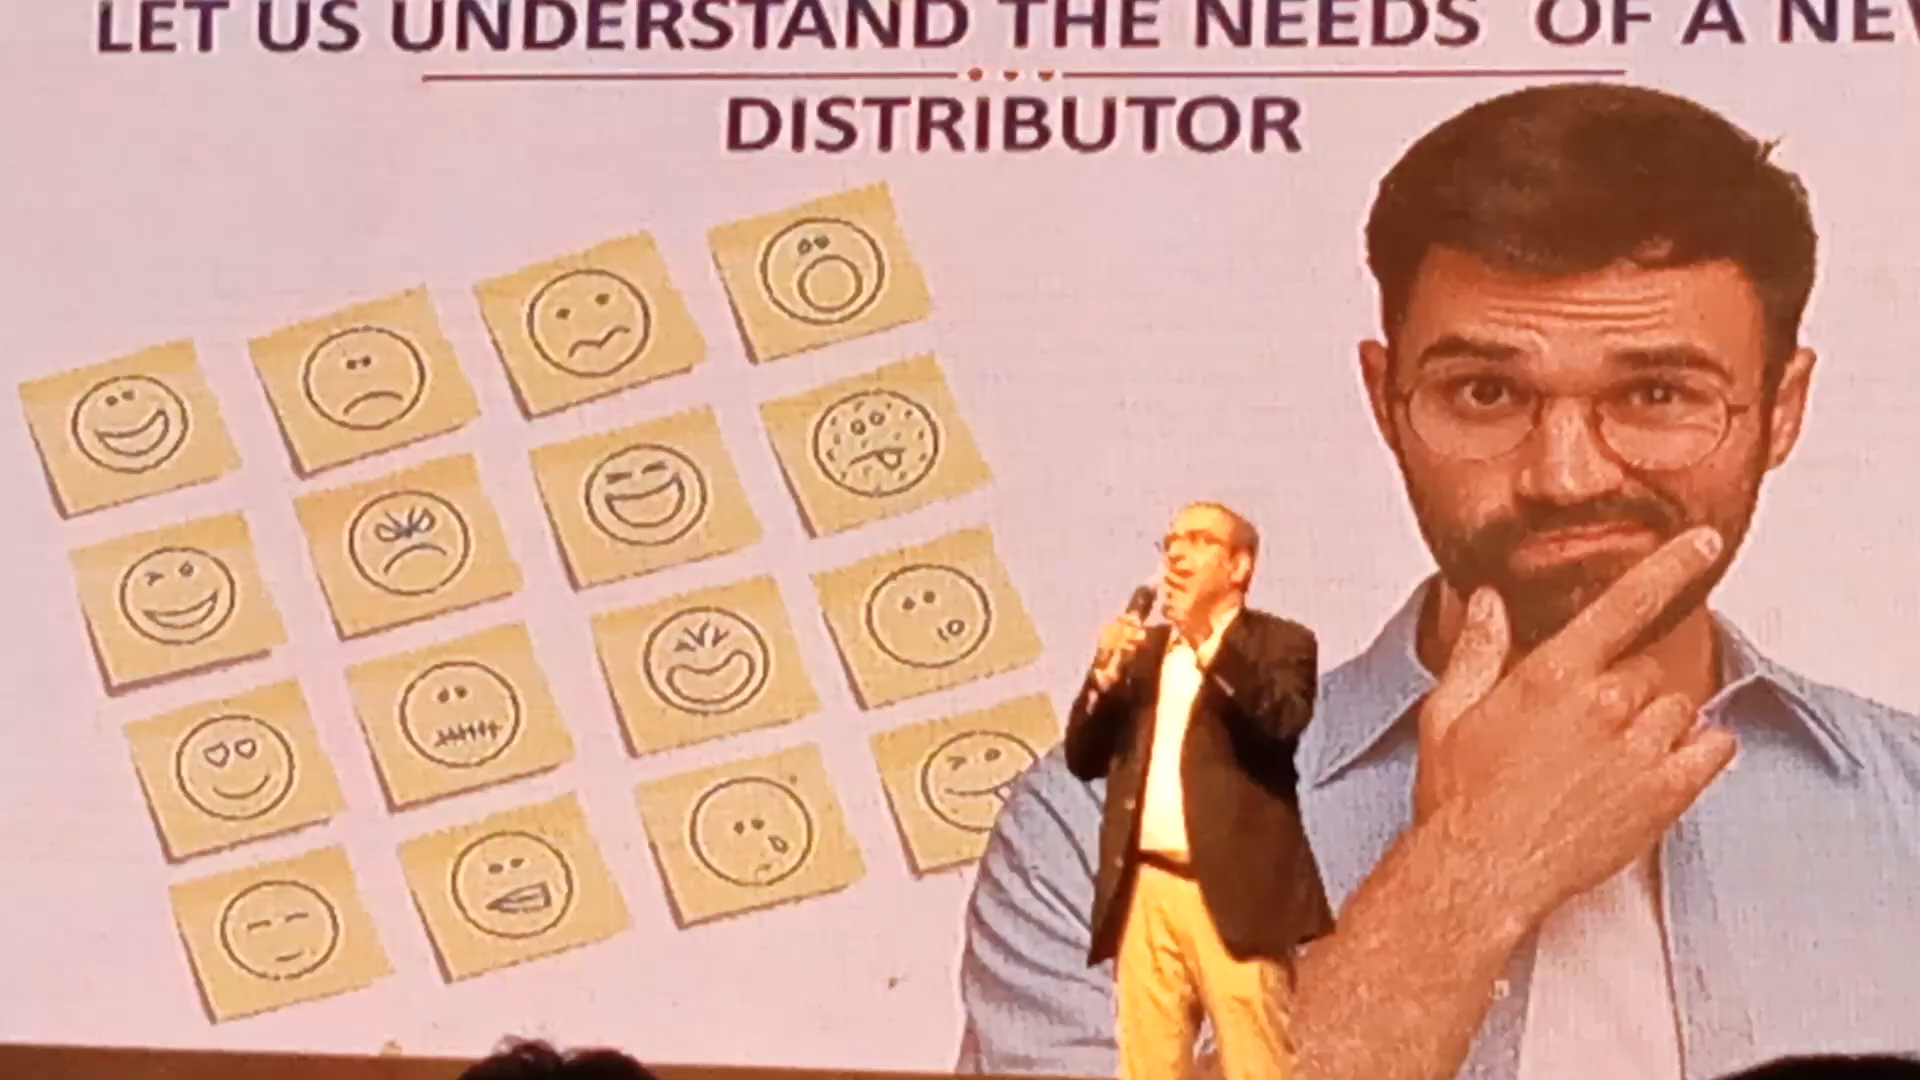 LET US UNDERSTAND THE NEEDS OF A
DISTRIBUTOR